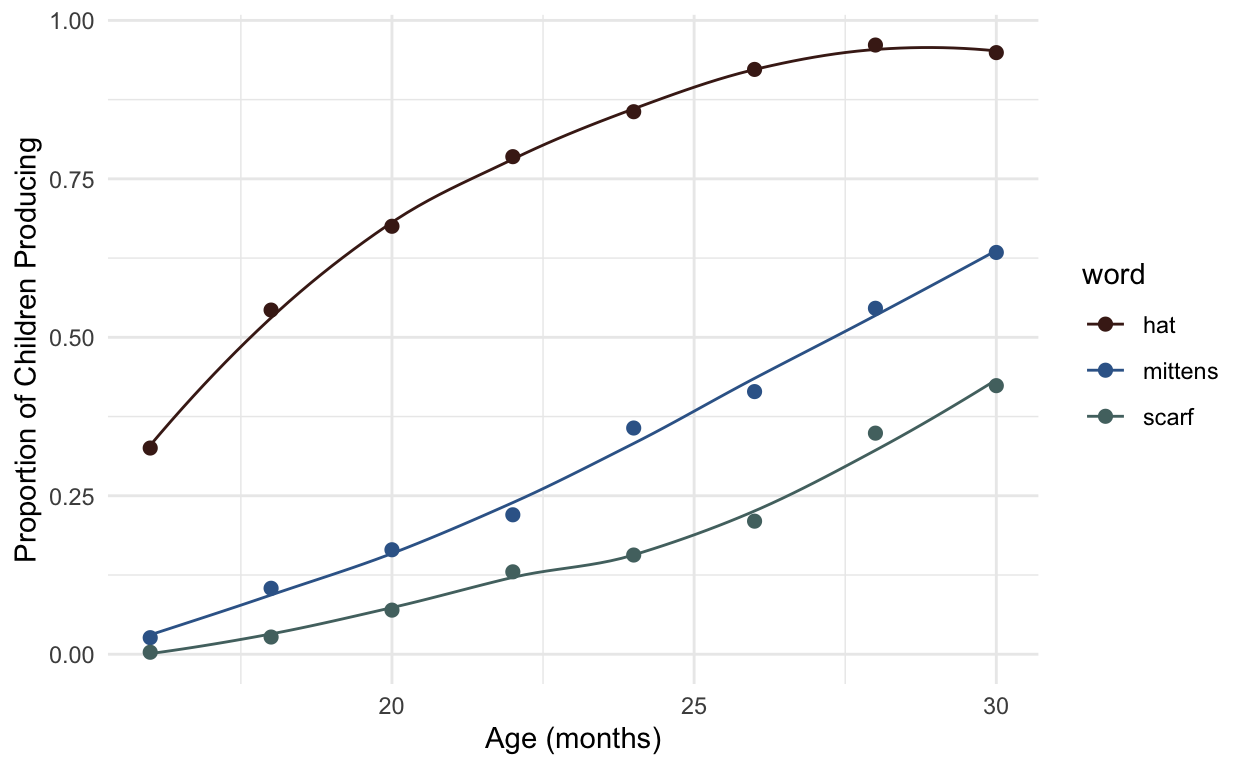 1.00
0.75
0.50
0.25
0.00
Proportion of Children Producing
20
25
30
Age (months)
word
hat
mittens
scarf